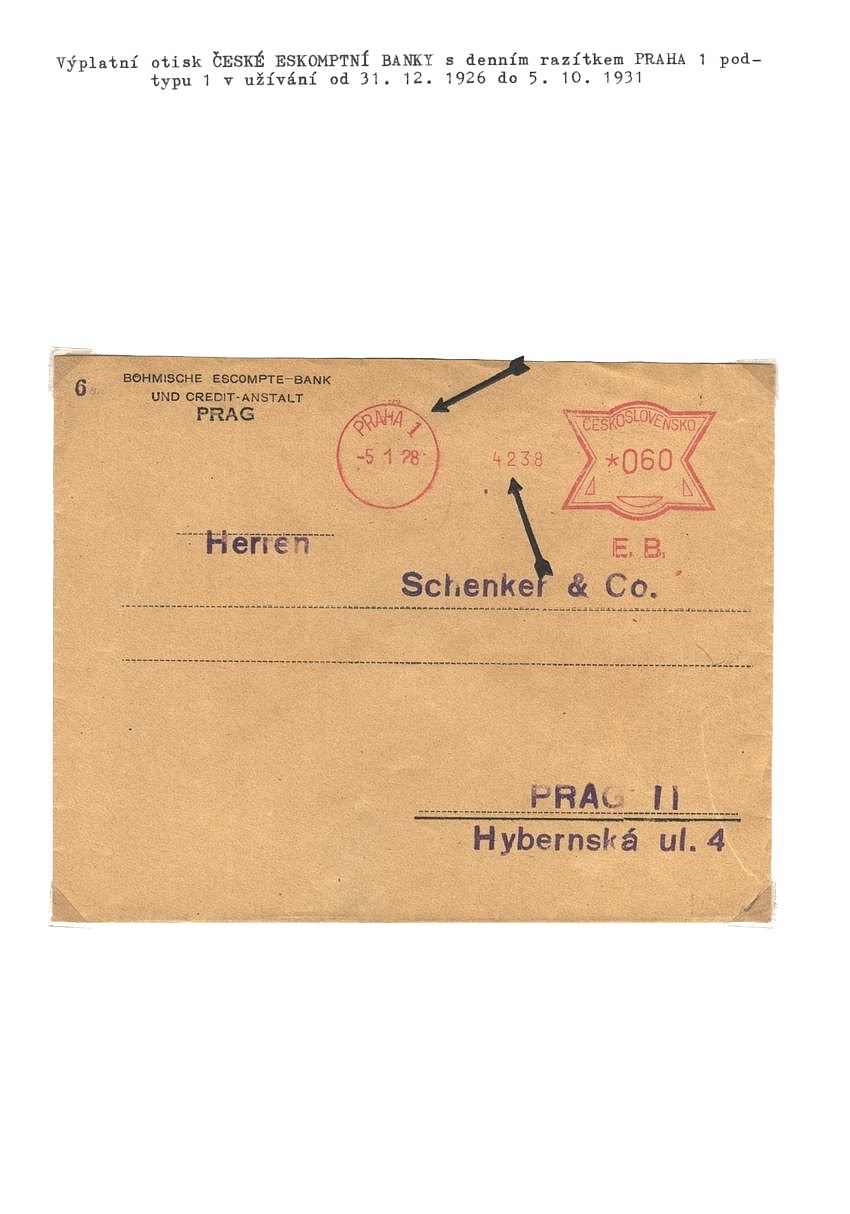 Výplatní otisk ČESKÉ ESKOMPTNÍ BANKY s denním razítkem PRAHA 1 pod-
typu 1 v užívání od 31. 12. 1926 do 5. 10. 1931
6
BÖHMISCHE ESCOMPTE-BANK
UND CREDIT-ANSTALT
PRAG
PRAHA 1
-5 1 28
4238
ČESKOSLOVENSKO
*060
E. B.
Herren
Schenker & Co.
PRAG II
Hybernská ul. 4